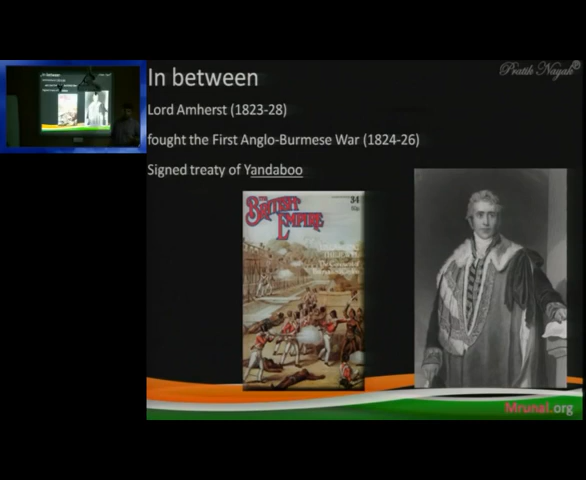 Pratik Nayak
In between
Lord Amherst (1823-28)
fought the First Anglo-Burmese War (1824-26)
Signed treaty of Yandaboo
BRITISH
EMPIRE
34
Mrunal.org